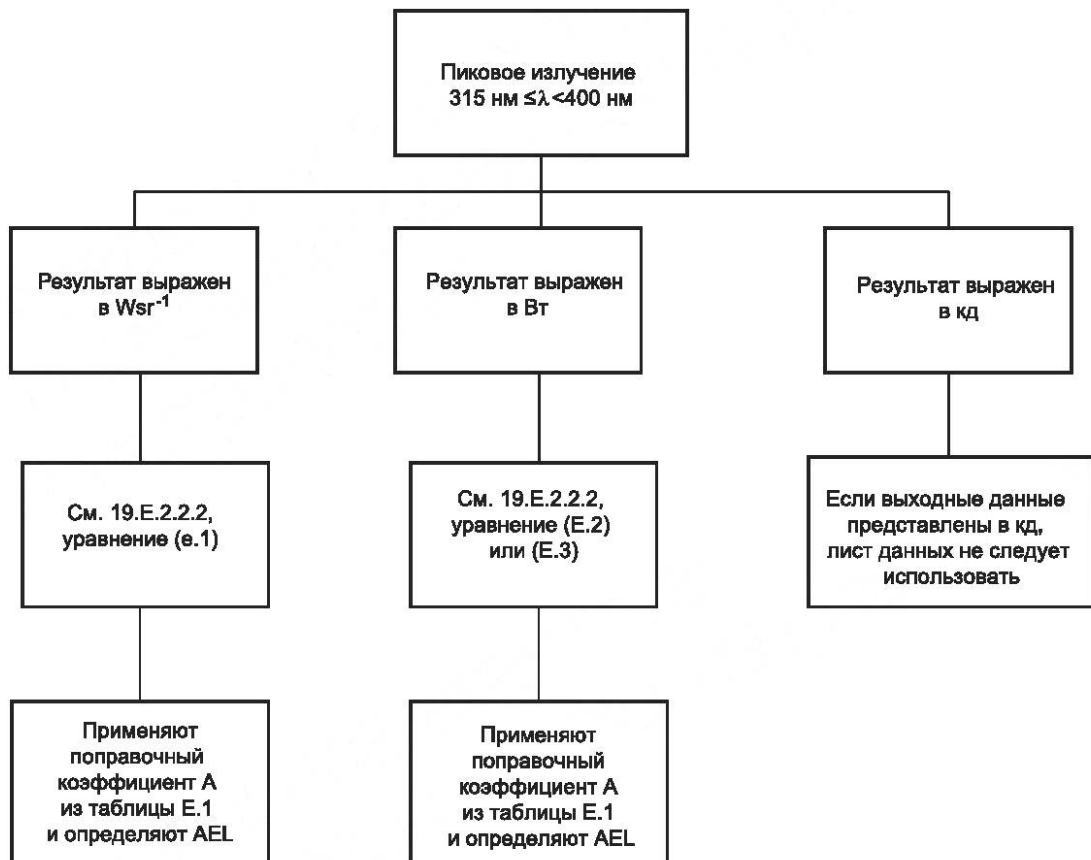 Пиковое излучение
315 нм ≤λ<400 нм
Результат выражен
в Wsr⁻¹
Результат выражен
в Вт
Результат выражен
в кд
См. 19.E.2.2.2,
уравнение (e.1)
См. 19.E.2.2.2,
уравнение (E.2)
или (E.3)
Если выходные данные
представлены в кд,
лист данных не следует
использовать
Применяют
поправочный
коэффициент А
из таблицы E.1
и определяют AEL
Применяют
поправочный
коэффициент А
из таблицы E.1
и определяют AEL